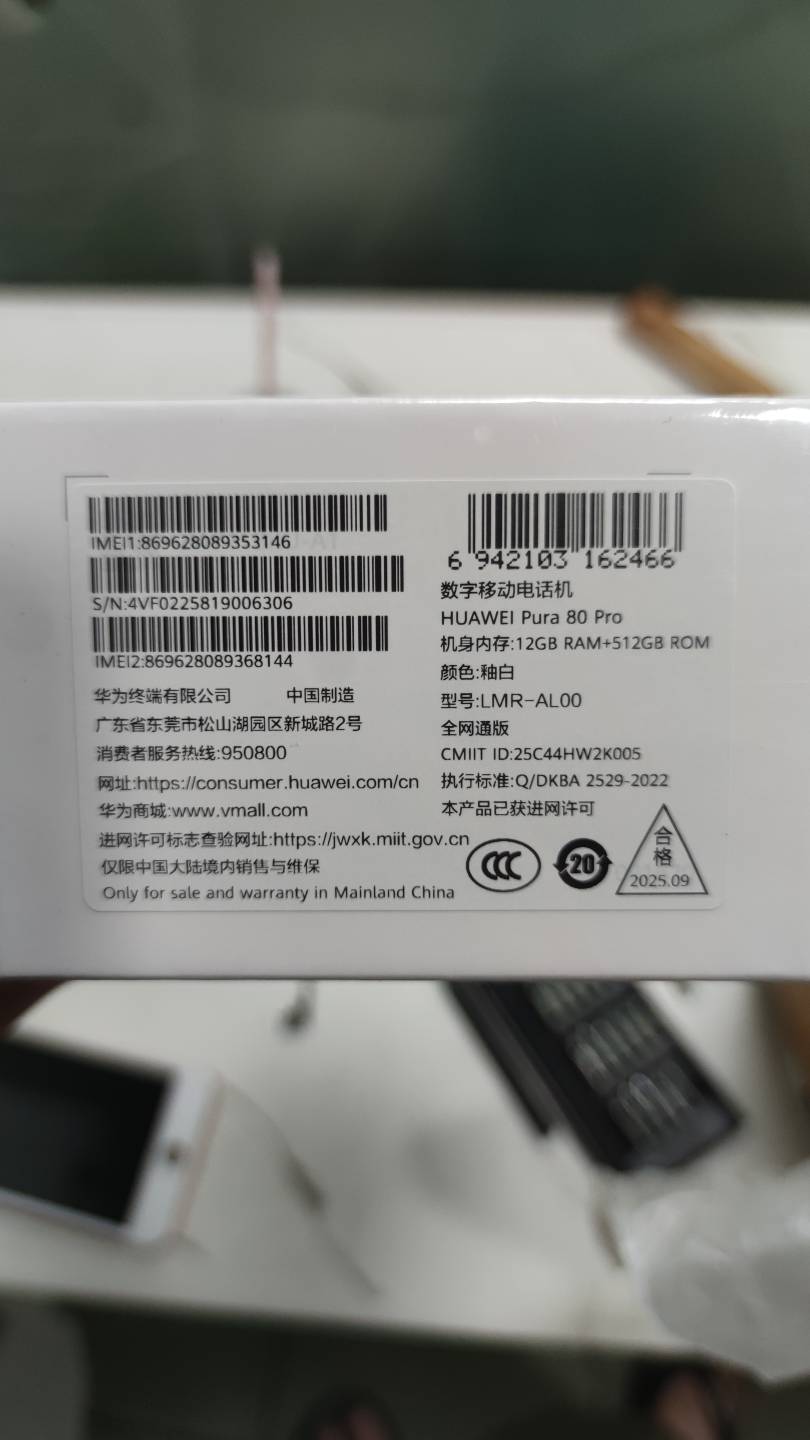 IMEI1:869628089353146
S/N:4VF0225819006306
IMEI2:869628089368144
华为终端有限公司 中国制造
广东省东莞市松山湖园区新城路2号
消费者服务热线:950800
网址:https://consumer.huawei.com/cn
华为商城:www.vmall.com
进网许可标志查验网址:https://jwxk.miit.gov.cn
仅限中国大陆境内销售与维保
Only for sale and warranty in Mainland China
6 942103 162466
数字移动电话机
HUAWEI Pura 80 Pro
机身内存:12GB RAM+512GB ROM
颜色:釉白
型号:LMR-AL00
全网通版
CMIIT ID:25C44HW2K005
执行标准:Q/DKBA 2529-2022
本产品已获进网许可
CCC
20
合
格
2025.09